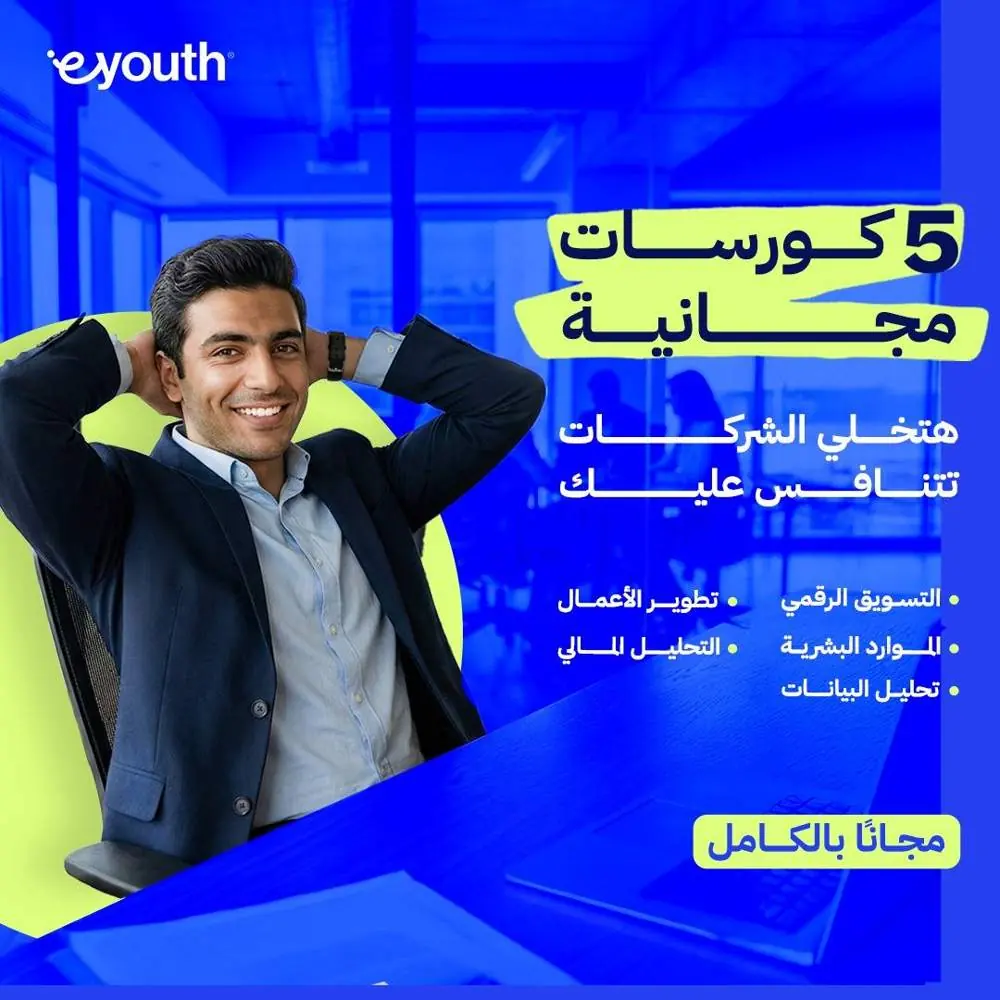 eyouth®
5 كورسات
مجانية
هتخلي الشركات
تتنافس عليك
• التسويق الرقمي
• تطوير الأعمال
• الموارد البشرية
• التحليل المالي
• تحليل البيانات
مجانًا بالكامل